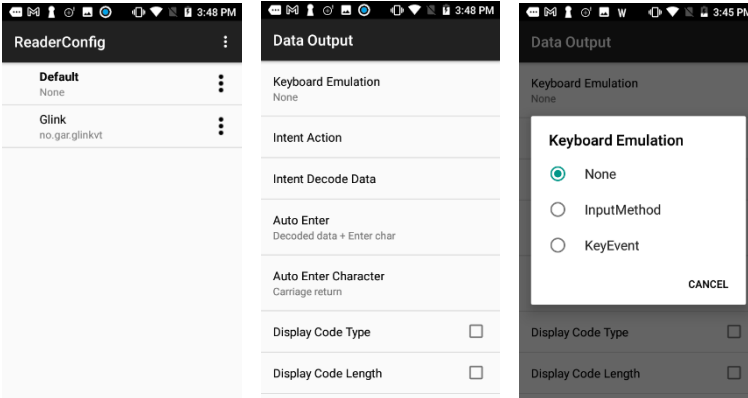 3:48 PM
ReaderConfig
Default
None
Glink
no.gar.glinkvt
3:48 PM
Data Output
Keyboard Emulation
None
Intent Action
Intent Decode Data
Auto Enter
Decoded data + Enter char
Auto Enter Character
Carriage return
Display Code Type
Display Code Length
W 3:45 PM
Data Output
Keyboard Emulation
None
Keyboard Emulation
None
InputMethod
KeyEvent
CANCEL
Display Code Type
Display Code Length